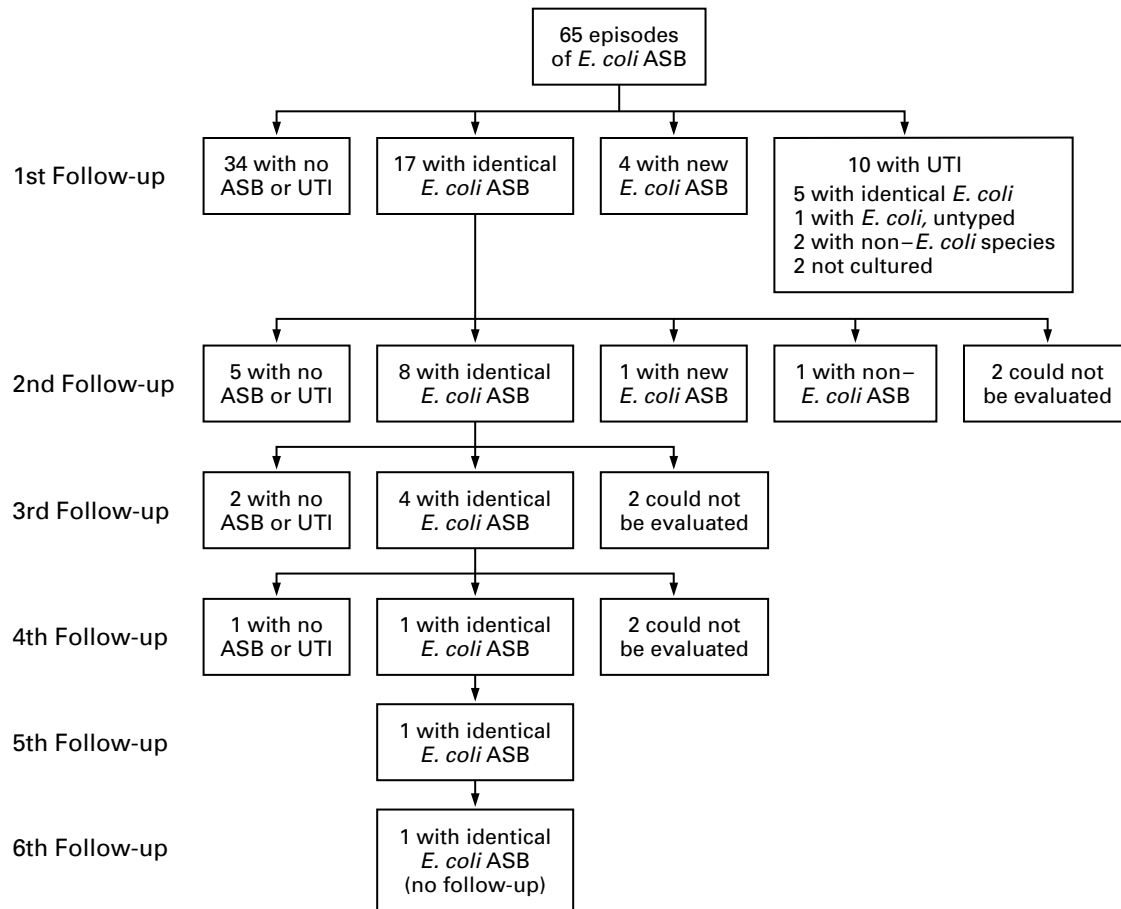 65 episodes
of E. coli ASB
1st Follow-up
34 with no
ASB or UTI
17 with identical
E. coli ASB
4 with new
E. coli ASB
10 with UTI
5 with identical E. coli
1 with E. coli, untyped
2 with non–E. coli species
2 not cultured
2nd Follow-up
5 with no
ASB or UTI
8 with identical
E. coli ASB
1 with new
E. coli ASB
1 with non–
E. coli ASB
2 could not
be evaluated
3rd Follow-up
2 with no
ASB or UTI
4 with identical
E. coli ASB
2 could not
be evaluated
4th Follow-up
1 with no
ASB or UTI
1 with identical
E. coli ASB
2 could not
be evaluated
5th Follow-up
1 with identical
E. coli ASB
6th Follow-up
1 with identical
E. coli ASB
(no follow-up)